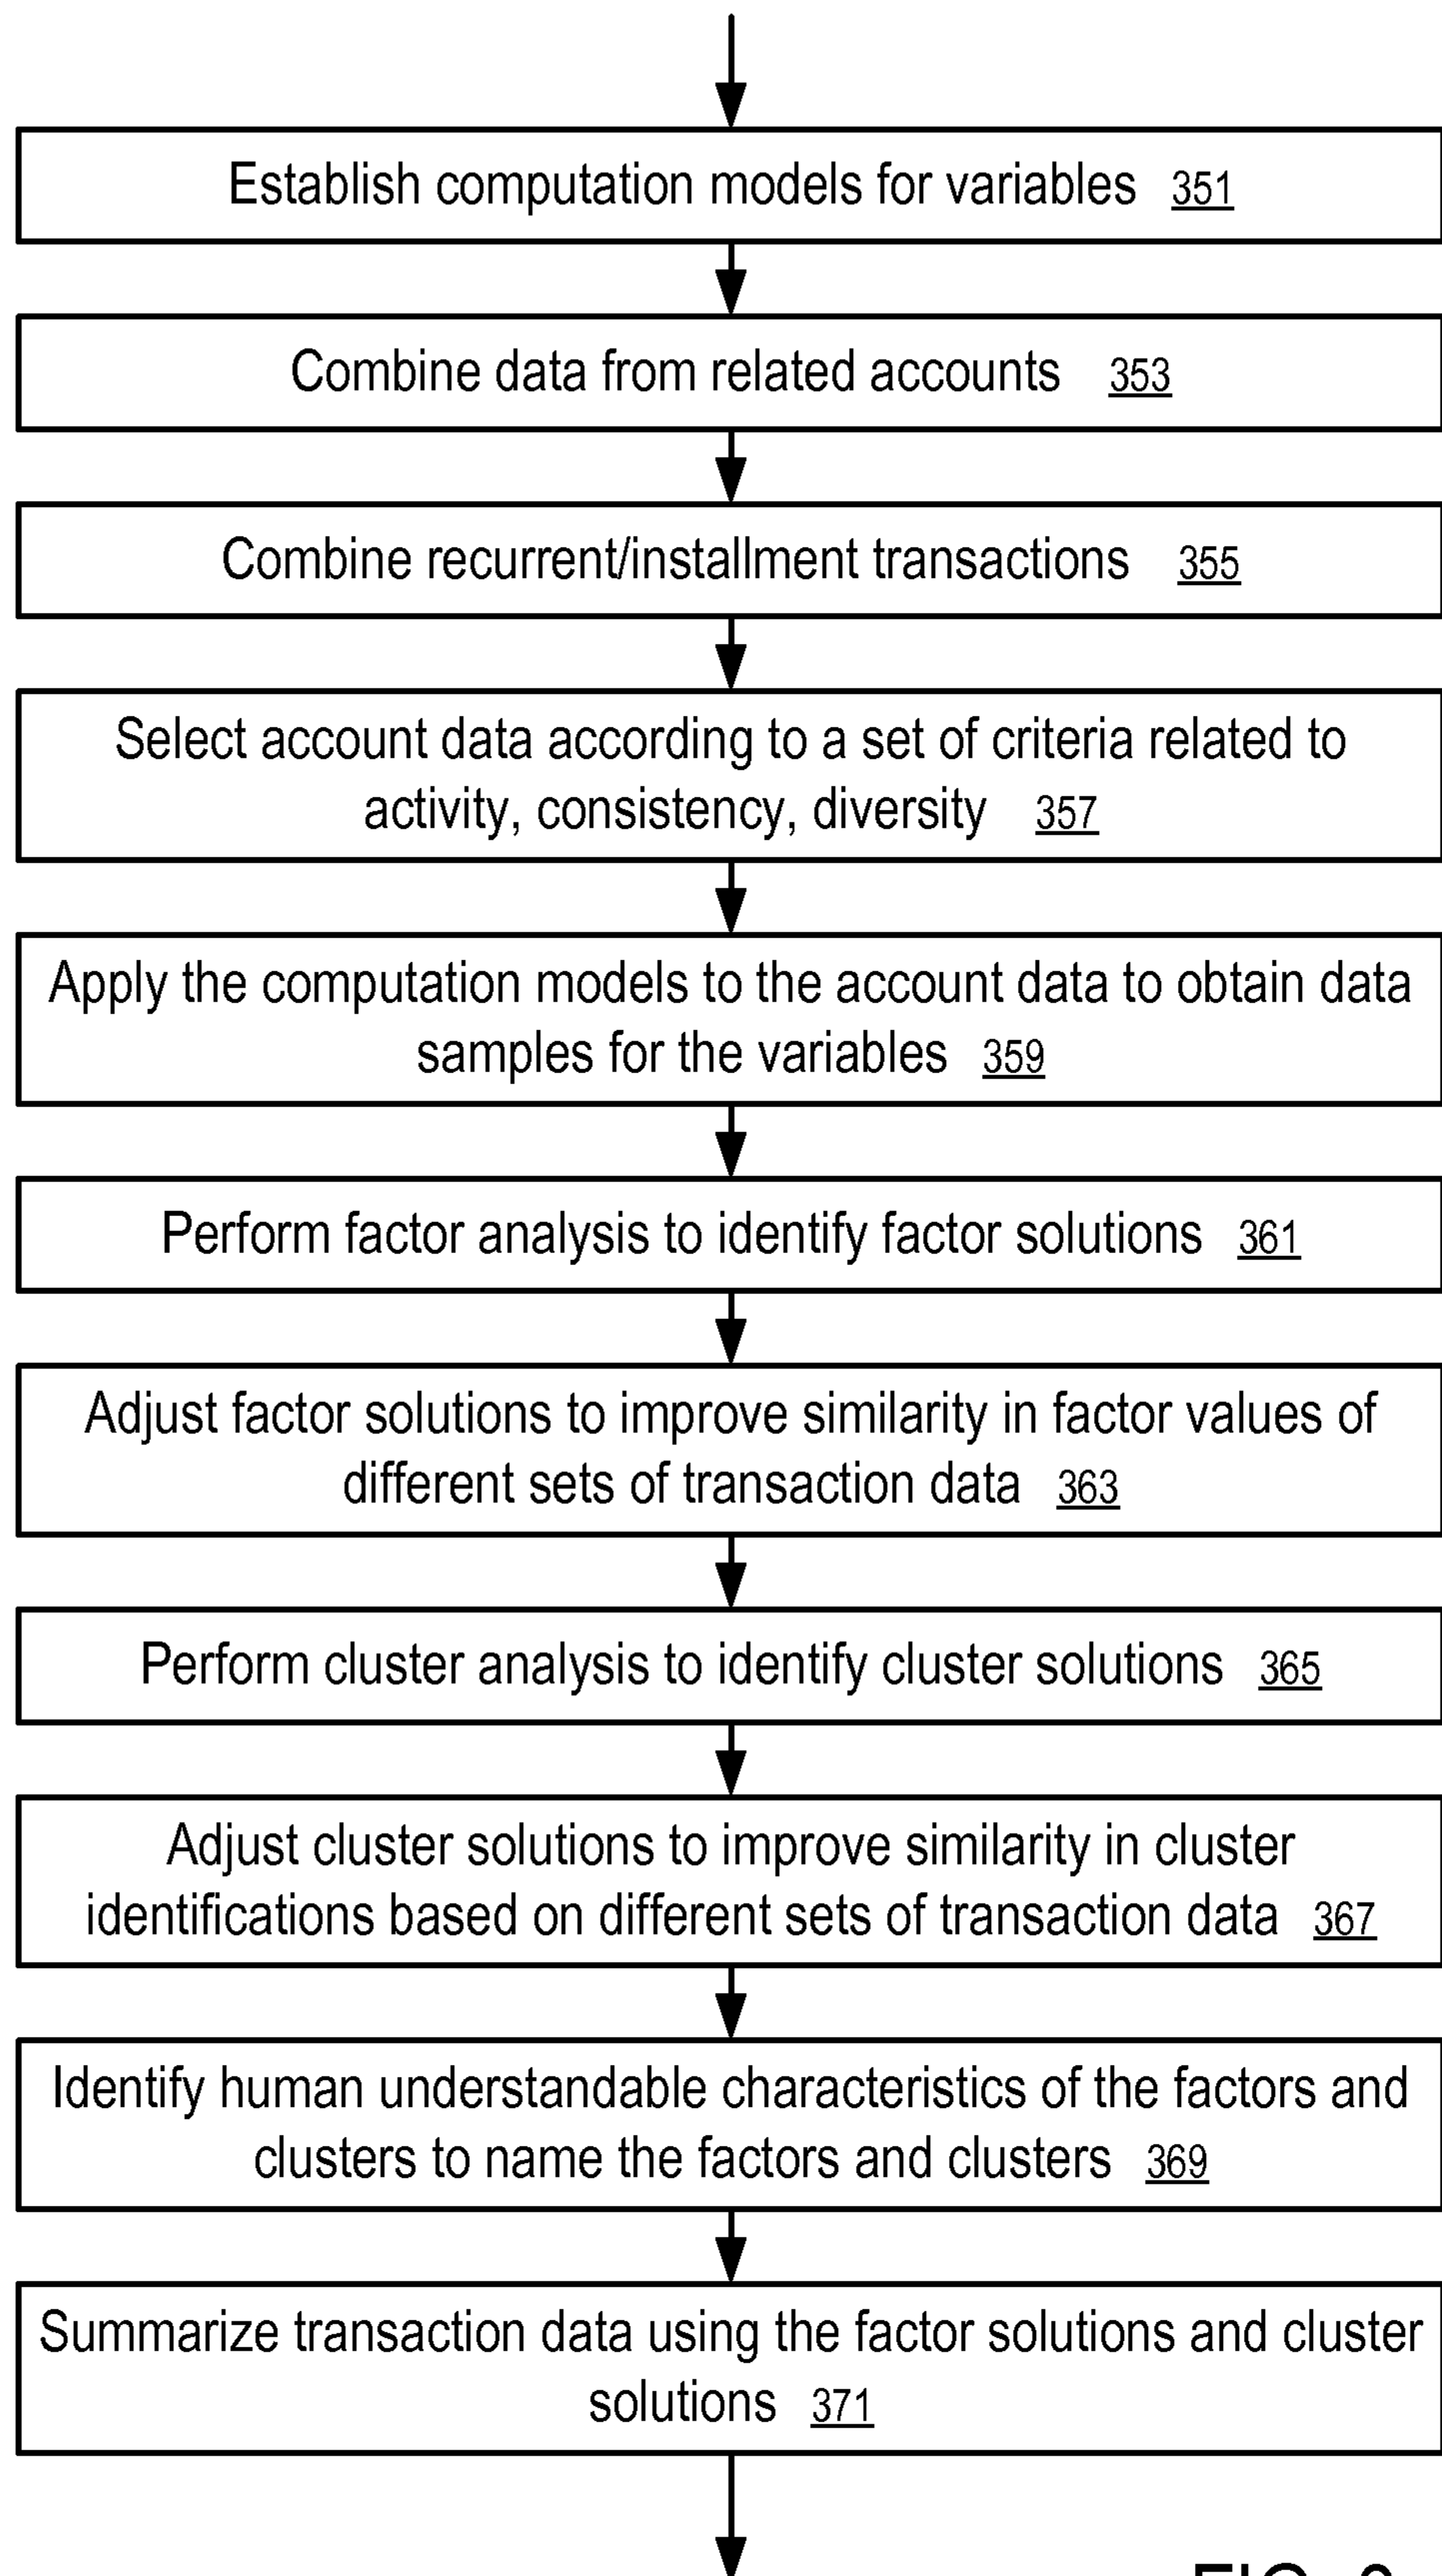 Establish computation models for variables 351
Combine data from related accounts 353
Combine recurrent/installment transactions 355
Select account data according to a set of criteria related to
activity, consistency, diversity 357
Apply the computation models to the account data to obtain data
samples for the variables 359
Perform factor analysis to identify factor solutions 361
Adjust factor solutions to improve similarity in factor values of
different sets of transaction data 363
Perform cluster analysis to identify cluster solutions 365
Adjust cluster solutions to improve similarity in cluster
identifications based on different sets of transaction data 367
Identify human understandable characteristics of the factors and
clusters to name the factors and clusters 369
Summarize transaction data using the factor solutions and cluster
solutions 371
FIG.